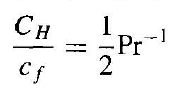 C_H / c_f = 1/2 Pr^-1